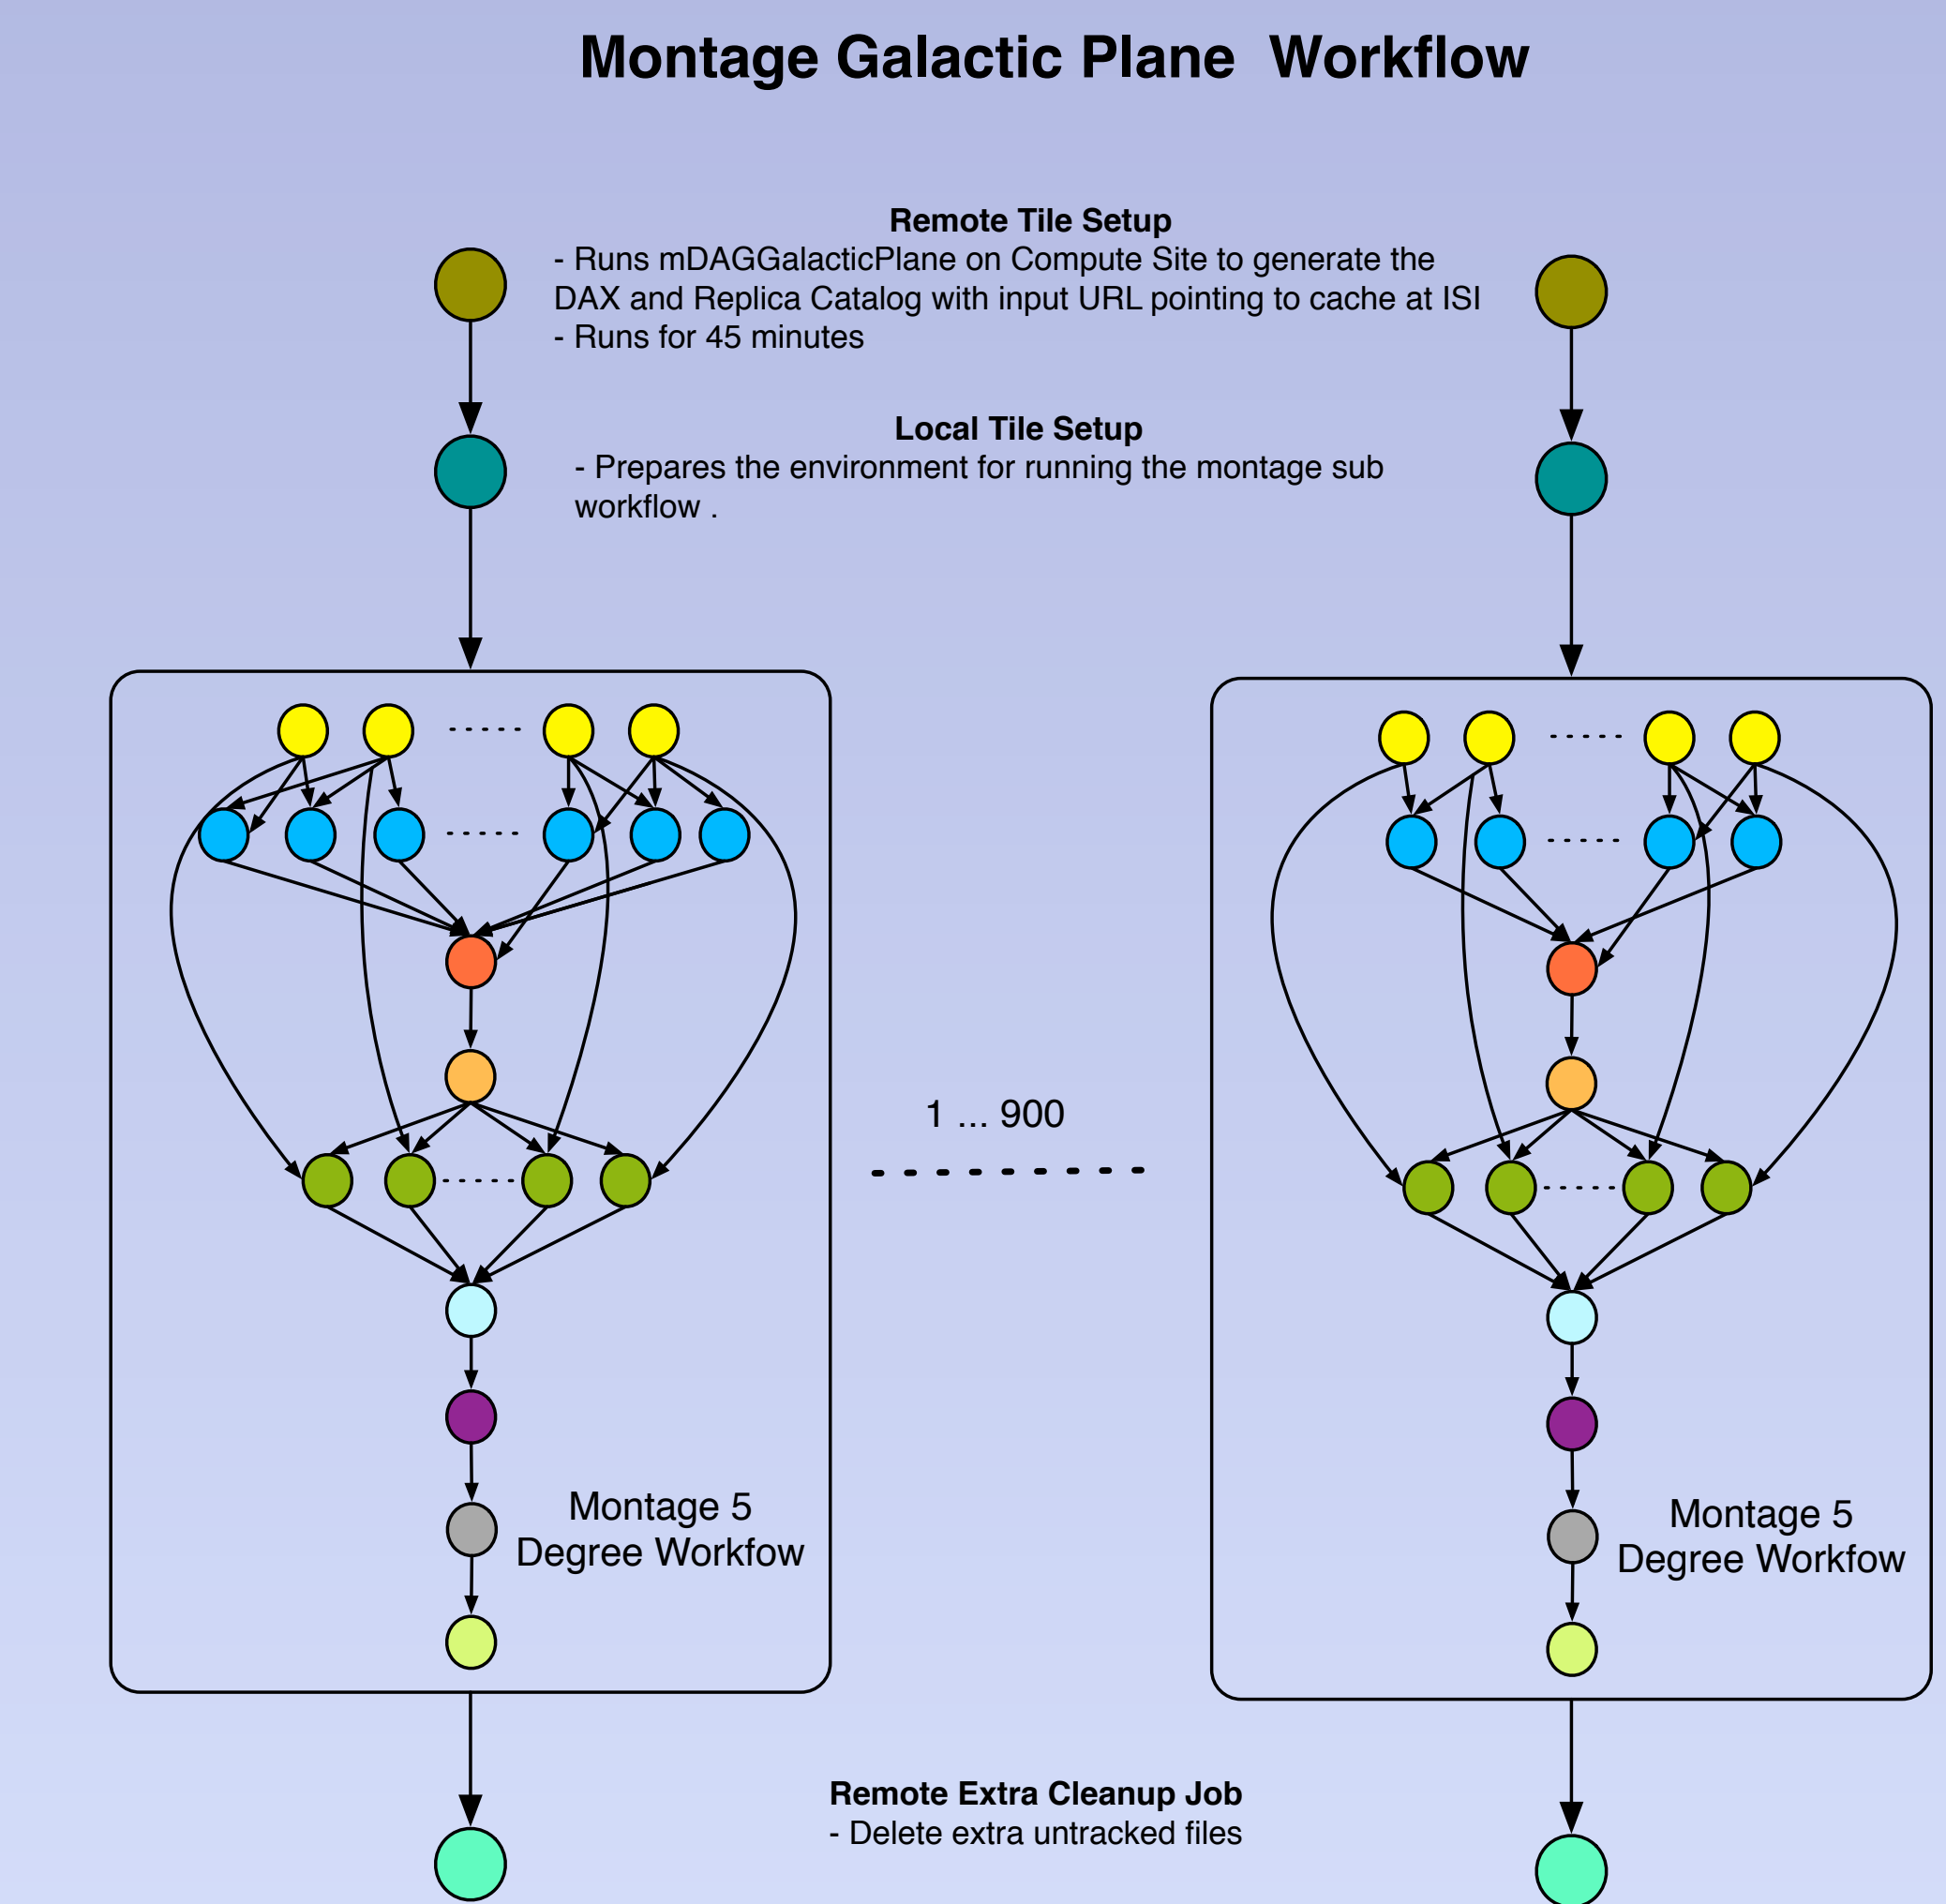 Montage Galactic Plane  Workflow
Remote Tile Setup
- Runs mDAGGalacticPlane on Compute Site to generate the
DAX and Replica Catalog with input URL pointing to cache at ISI
- Runs for 45 minutes
Local Tile Setup
- Prepares the environment for running the montage sub
workflow .
1 ... 900
Montage 5
Degree Workfow
Montage 5
Degree Workfow
Remote Extra Cleanup Job
- Delete extra untracked files